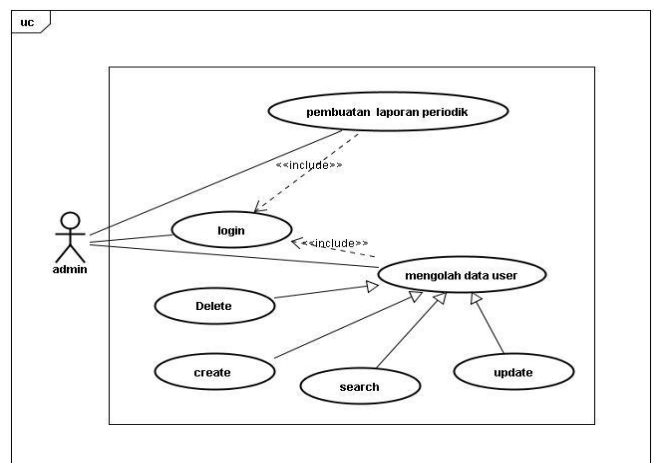 uc
pembuatan laporan periodik
<<include>>
login
<<include>>
admin
mengolah data user
Delete
create
search
update